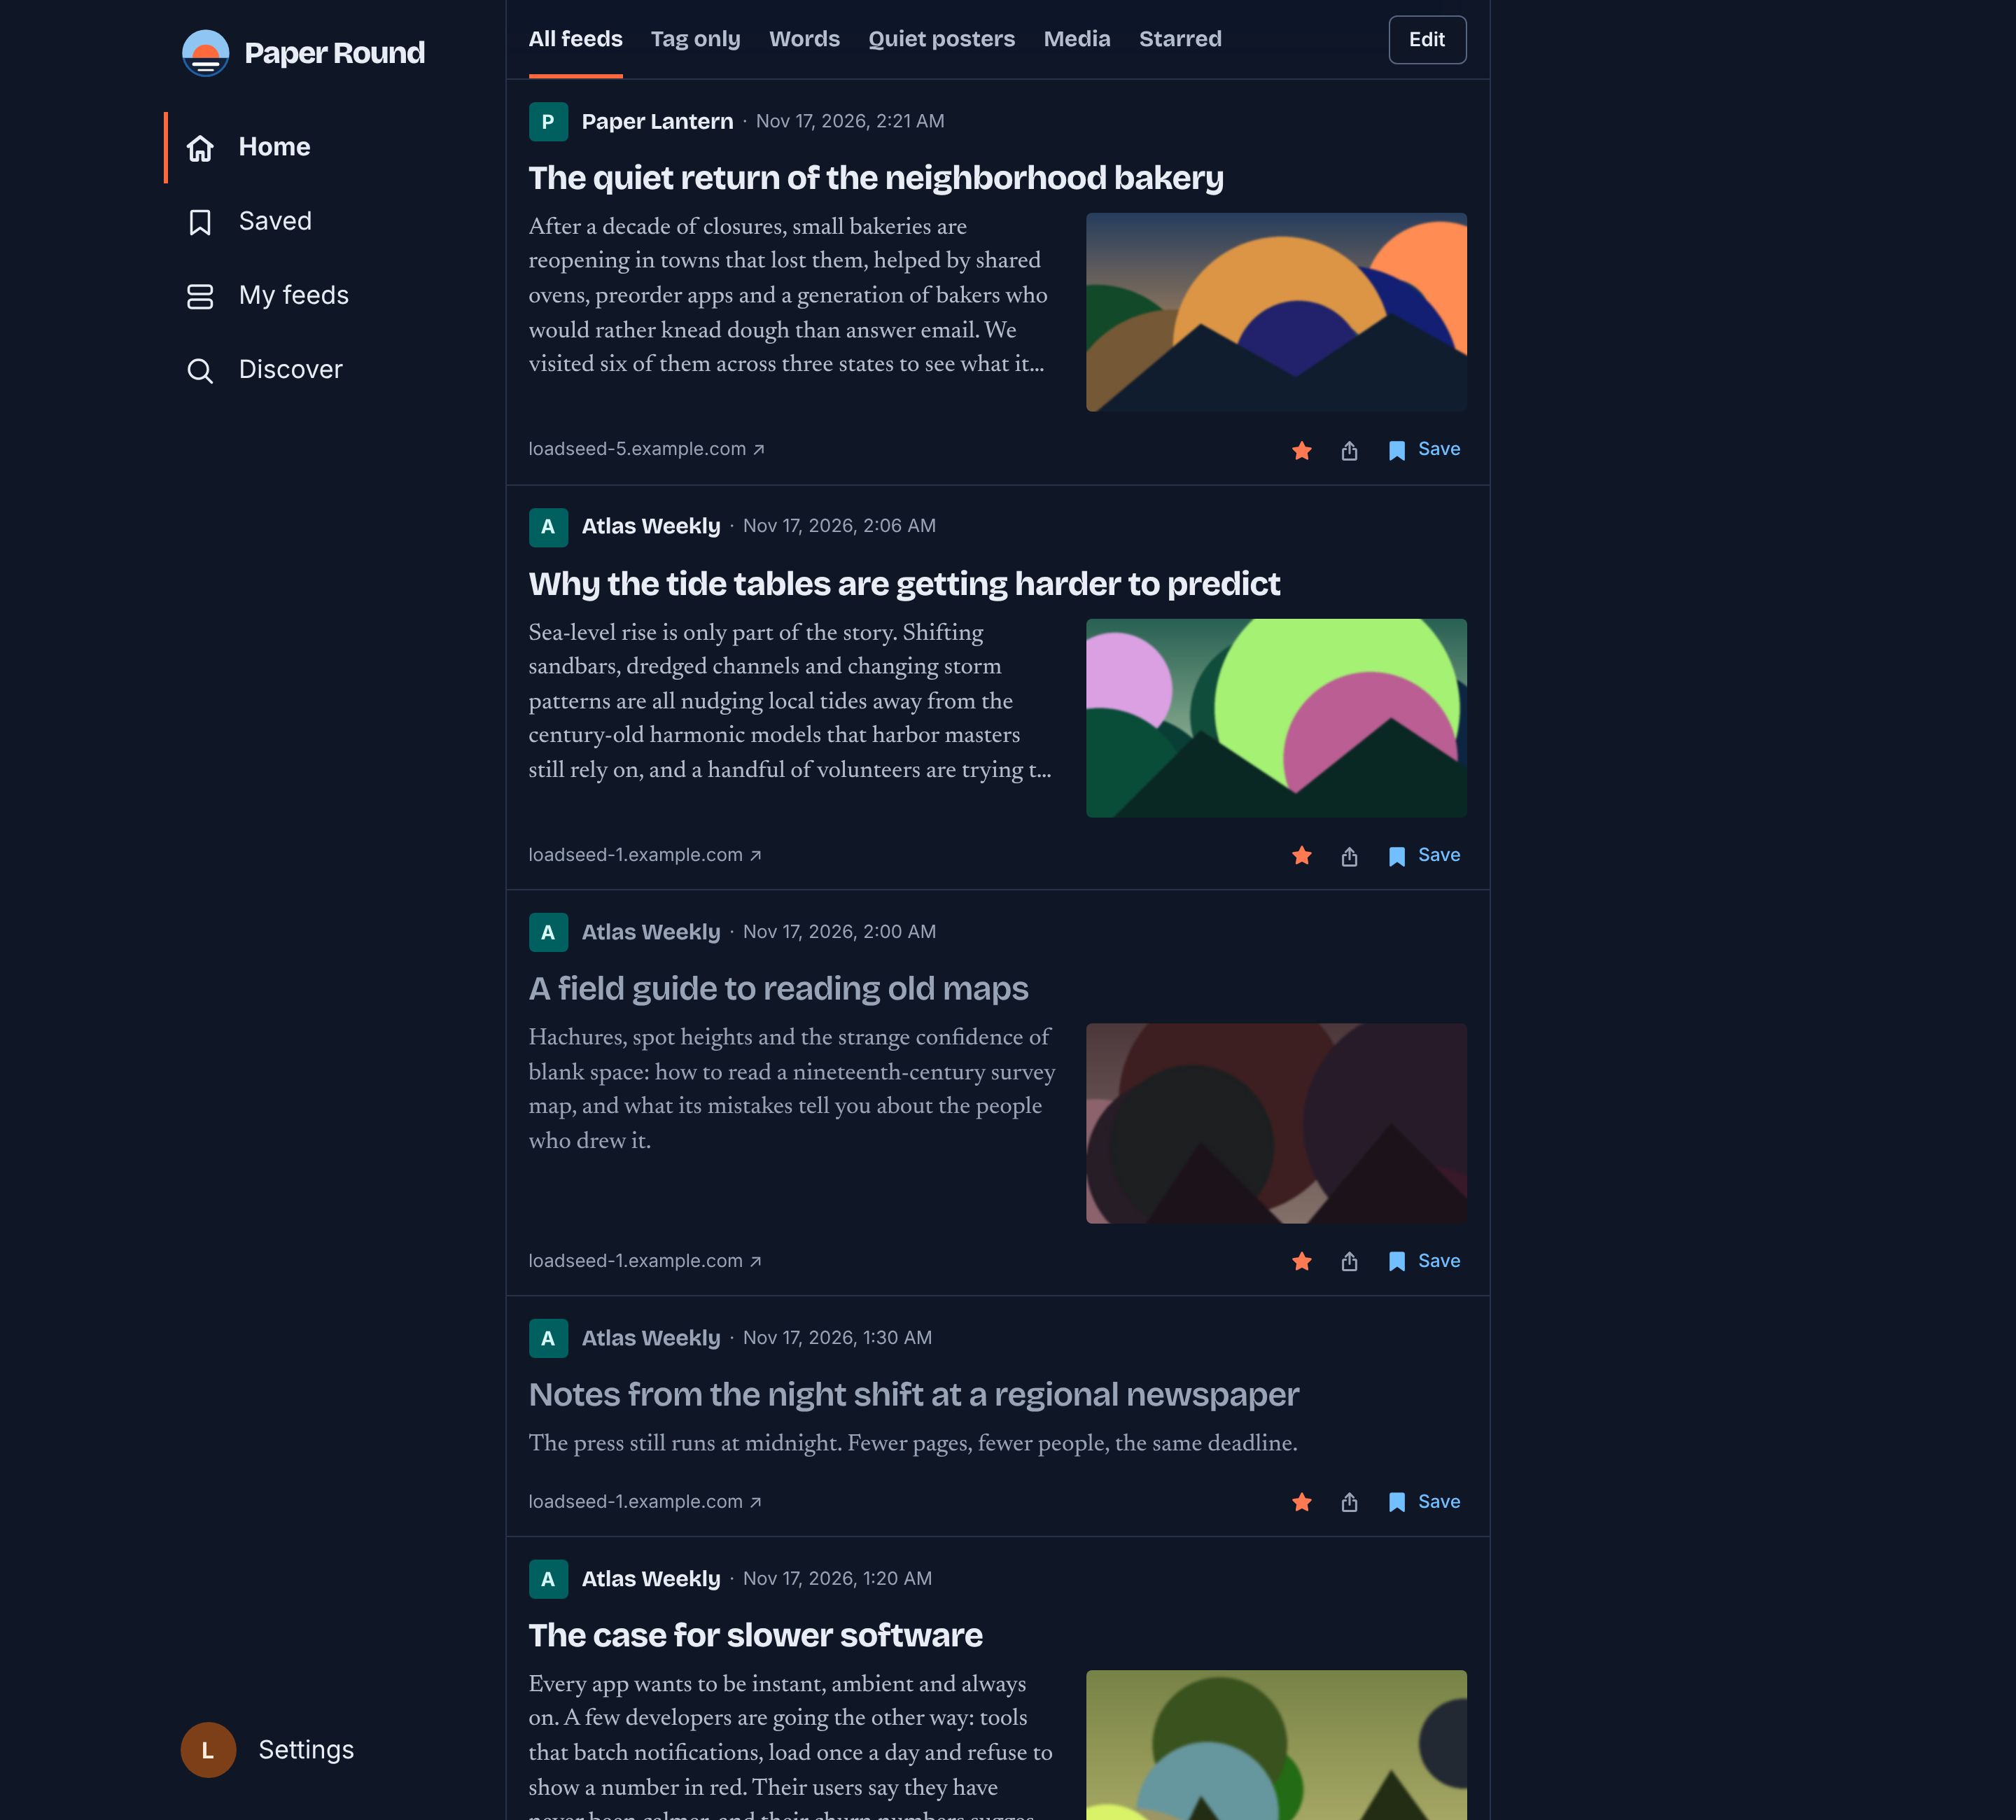 Paper Round
Home
Saved
My feeds
Discover
L
Settings
All feeds
Tag only
Words
Quiet posters
Media
Starred
Edit
P
Paper Lantern · Nov 17, 2026, 2:21 AM
The quiet return of the neighborhood bakery
After a decade of closures, small bakeries are
reopening in towns that lost them, helped by shared
ovens, preorder apps and a generation of bakers who
would rather knead dough than answer email. We
visited six of them across three states to see what it...
loadseed-5.example.com ↗
Save
A
Atlas Weekly · Nov 17, 2026, 2:06 AM
Why the tide tables are getting harder to predict
Sea-level rise is only part of the story. Shifting
sandbars, dredged channels and changing storm
patterns are all nudging local tides away from the
century-old harmonic models that harbor masters
still rely on, and a handful of volunteers are trying t...
loadseed-1.example.com ↗
Save
A
Atlas Weekly · Nov 17, 2026, 2:00 AM
A field guide to reading old maps
Hachures, spot heights and the strange confidence of
blank space: how to read a nineteenth-century survey
map, and what its mistakes tell you about the people
who drew it.
loadseed-1.example.com ↗
Save
A
Atlas Weekly · Nov 17, 2026, 1:30 AM
Notes from the night shift at a regional newspaper
The press still runs at midnight. Fewer pages, fewer people, the same deadline.
loadseed-1.example.com ↗
Save
A
Atlas Weekly · Nov 17, 2026, 1:20 AM
The case for slower software
Every app wants to be instant, ambient and always
on. A few developers are going the other way: tools
that batch notifications, load once a day and refuse to
show a number in red. Their users say they have